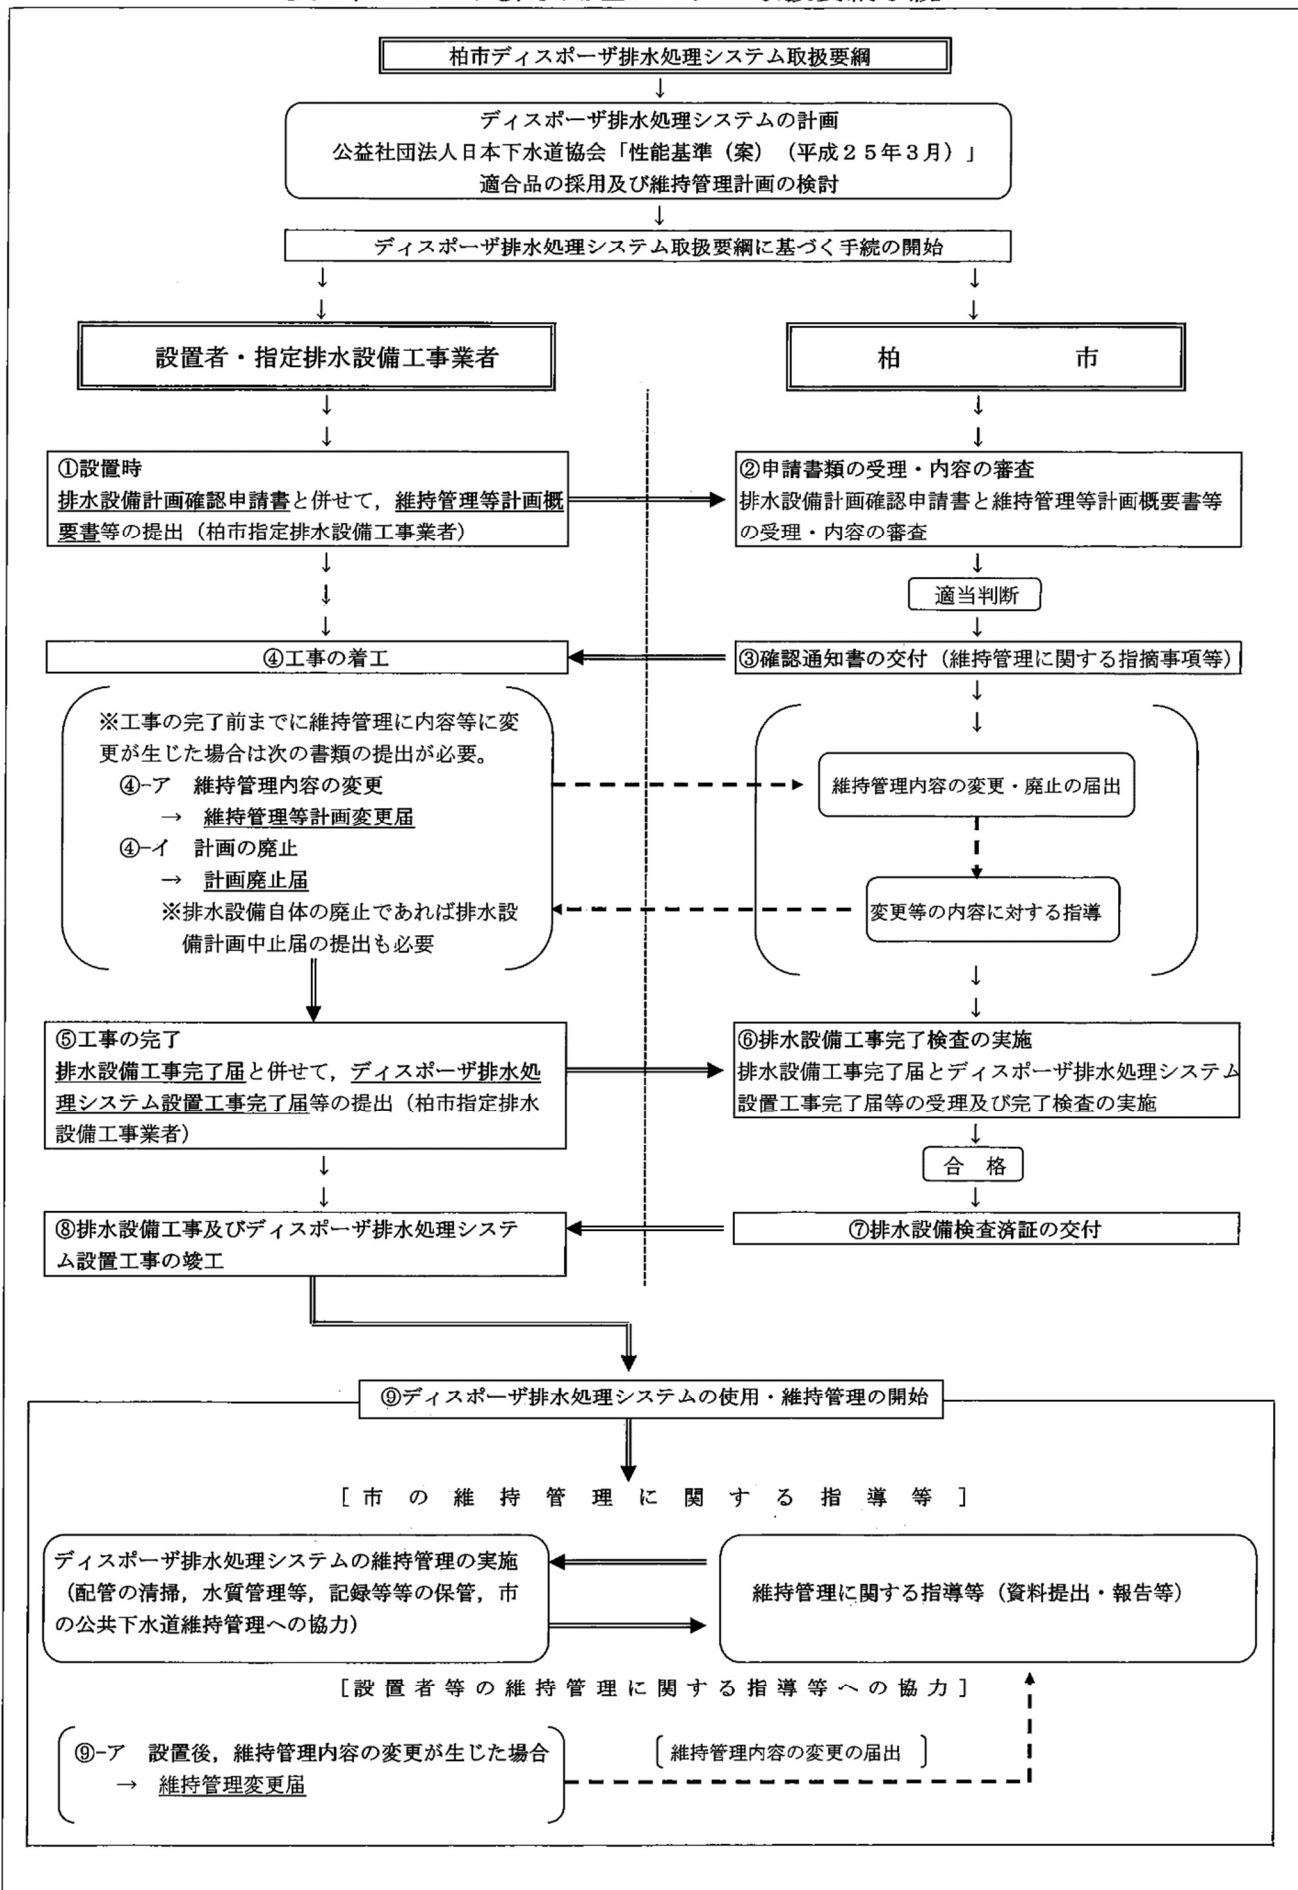 柏市ディスポーザ排水処理システム取扱要綱
↓
ディスポーザ排水処理システムの計画
公益社団法人日本下水道協会「性能基準（案）（平成２５年３月）」
適合品の採用及び維持管理計画の検討
↓
ディスポーザ排水処理システム取扱要綱に基づく手続の開始
↓ ↓
↓ ↓
設置者・指定排水設備工事業者
柏　市
↓ ↓
↓ ↓
①設置時
排水設備計画確認申請書と併せて，維持管理等計画概
要書等の提出（柏市指定排水設備工事業者）
②申請書類の受理・内容の審査
排水設備計画確認申請書と維持管理等計画概要書等
の受理・内容の審査
↓
↓
↓
↓
適当判断
↓
③確認通知書の交付（維持管理に関する指摘事項等）
④工事の着工
↓
↓
※工事の完了前までに維持管理に内容等に変
更が生じた場合は次の書類の提出が必要。
④-ア　維持管理内容の変更
→　維持管理等計画変更届
④-イ　計画の廃止
→　計画廃止届
※排水設備自体の廃止であれば排水設
備計画中止届の提出も必要
維持管理内容の変更・廃止の届出
変更等の内容に対する指導
↓
↓
⑤工事の完了
排水設備工事完了届と併せて，ディスポーザ排水処
理システム設置工事完了届等の提出（柏市指定排水
設備工事業者）
⑥排水設備工事完了検査の実施
排水設備工事完了届とディスポーザ排水処理システム
設置工事完了届等の受理及び完了検査の実施
↓
↓
↓
合　格
↓
⑦排水設備検査済証の交付
⑧排水設備工事及びディスポーザ排水処理システ
ム設置工事の竣工
⑨ディスポーザ排水処理システムの使用・維持管理の開始
［市の維持管理に関する指導等］
ディスポーザ排水処理システムの維持管理の実施
（配管の清掃，水質管理等，記録等等の保管，市
の公共下水道維持管理への協力）
維持管理に関する指導等（資料提出・報告等）
［設置者等の維持管理に関する指導等への協力］
⑨-ア　設置後，維持管理内容の変更が生じた場合
→　維持管理変更届
〔維持管理内容の変更の届出〕